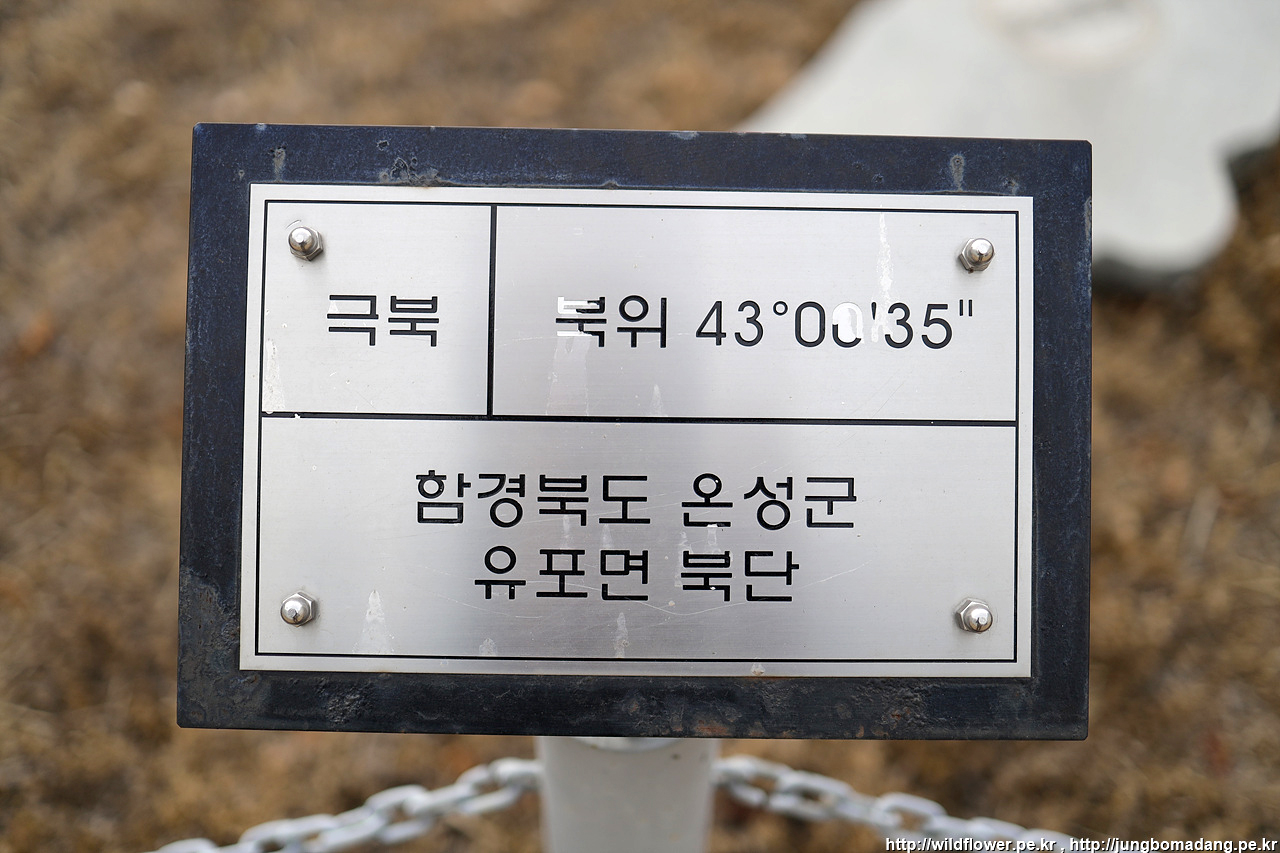 극북
북위 43°00'35"
함경북도 온성군
유포면 북단
http://wildflower.pe.kr , http://jungbomadang.pe.kr